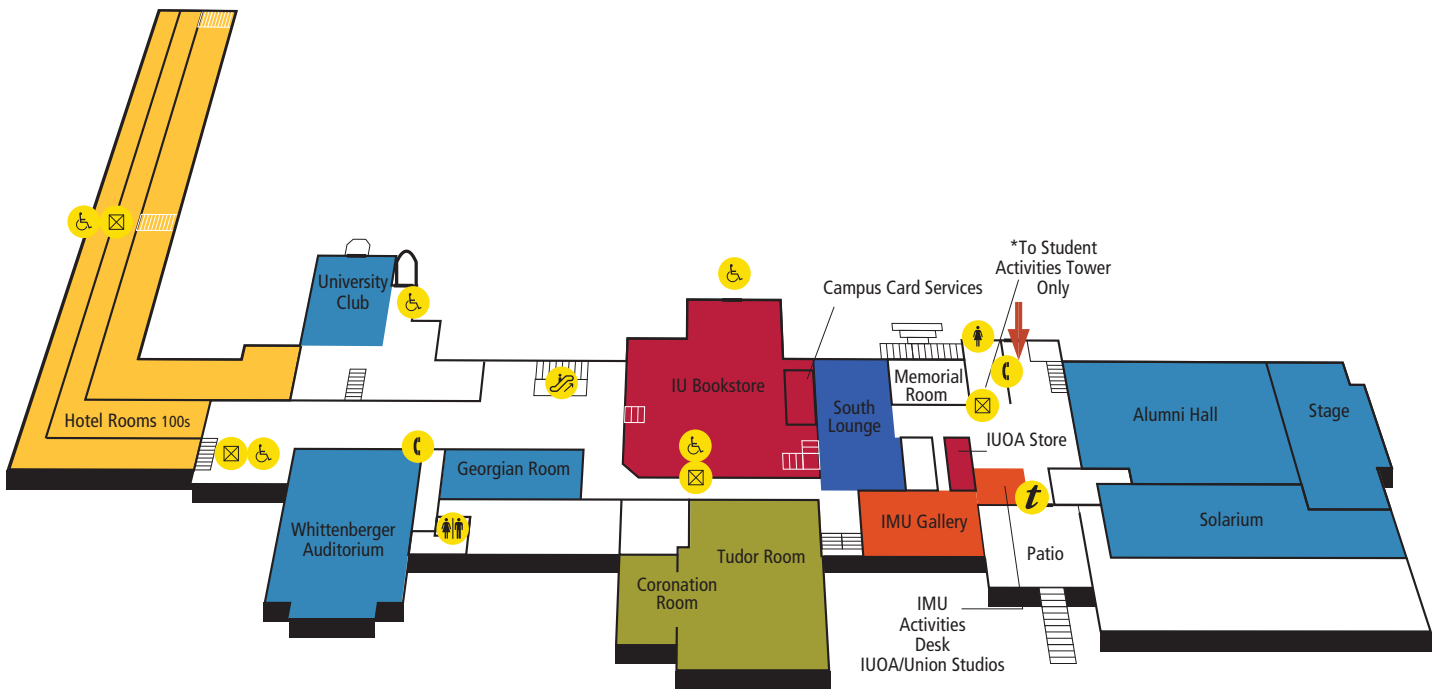 *To Student
Activities Tower
Only
University
Club
Campus Card Services
IU Bookstore
Memorial
Room
South
Lounge
Alumni Hall
Stage
Hotel Rooms 100s
IUOA Store
Georgian Room
t
Whittenberger
Auditorium
IMU Gallery
Solarium
Tudor Room
Patio
Coronation
Room
IMU
Activities
Desk
IUOA/Union Studios